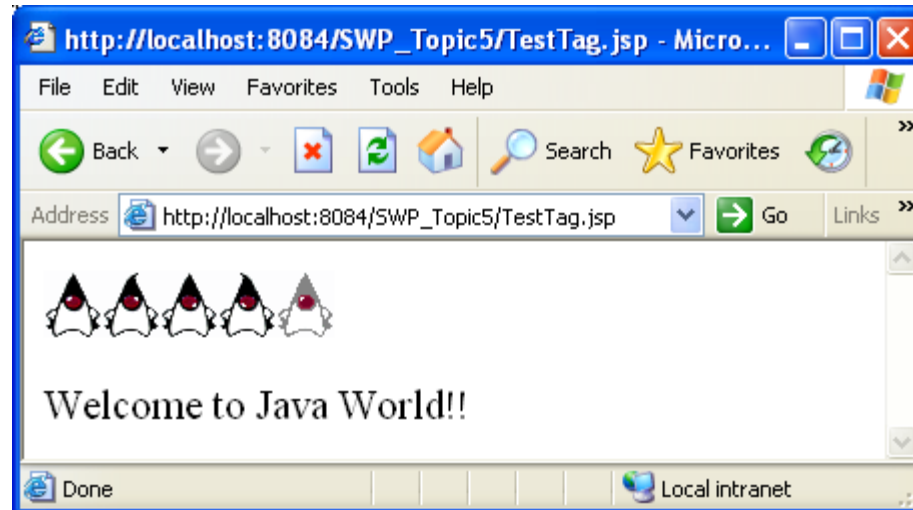 http://localhost:8084/SWP_Topic5/TestTag.jsp - Micro...
File Edit View Favorites Tools Help
Back Search Favorites »
Address http://localhost:8084/SWP_Topic5/TestTag.jsp Go Links »
Welcome to Java World!!
Done Local intranet